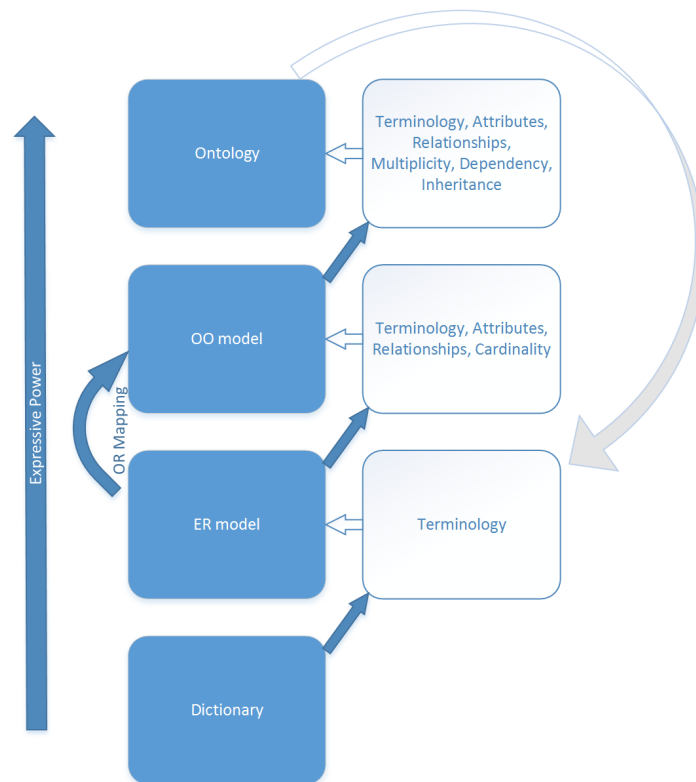 Ontology
Terminology, Attributes,
Relationships,
Multiplicity, Dependency,
Inheritance
OO model
Terminology, Attributes,
Relationships, Cardinality
Expressive Power
OR Mapping
ER model
Terminology
Dictionary